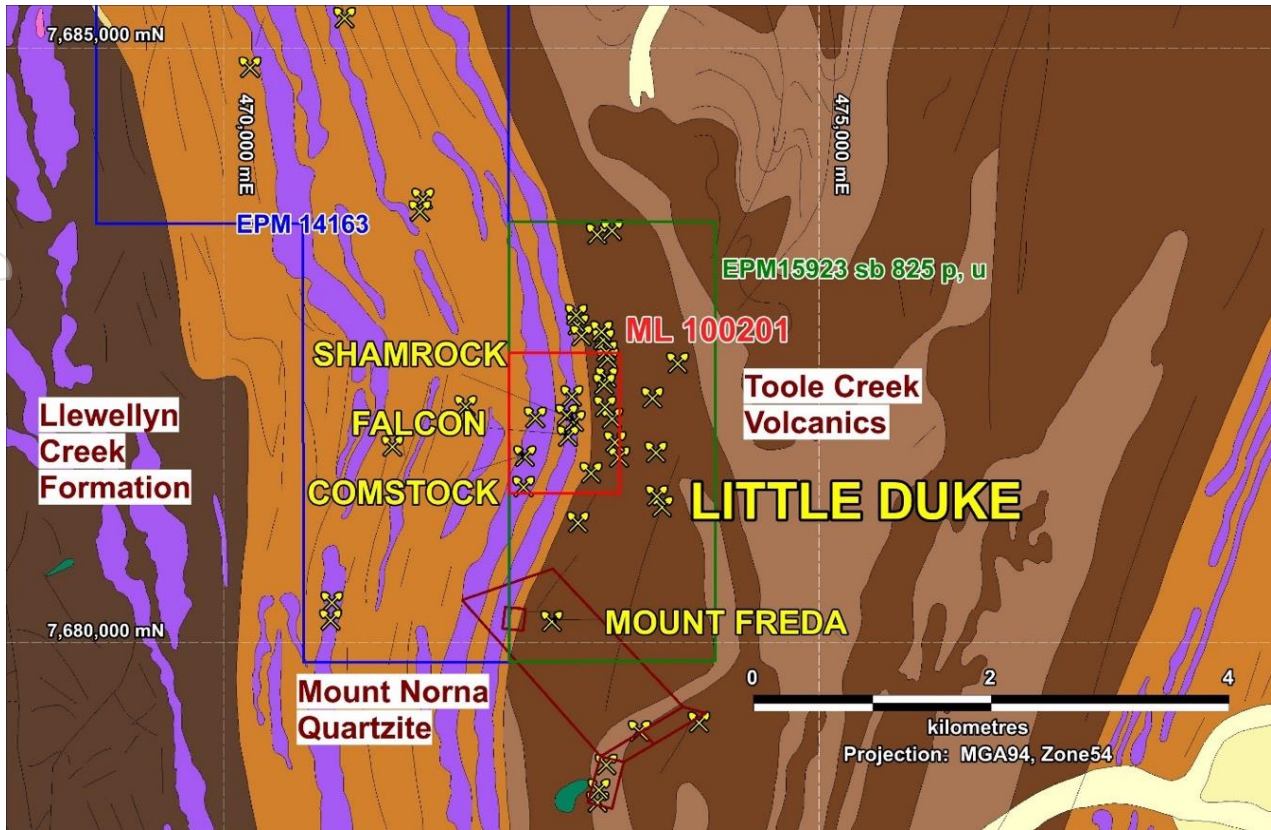 7,685,000 mN
470,000 mE
475,000 mE
EPM 14163
EPM15923 sb 825 p, u
ML 100201
SHAMROCK
FALCON
COMSTOCK
Llewellyn
Creek
Formation
Toole Creek
Volcanics
LITTLE DUKE
7,680,000 mN
MOUNT FREDA
Mount Norna
Quartzite
0 2 4
kilometres
Projection: MGA94, Zone54